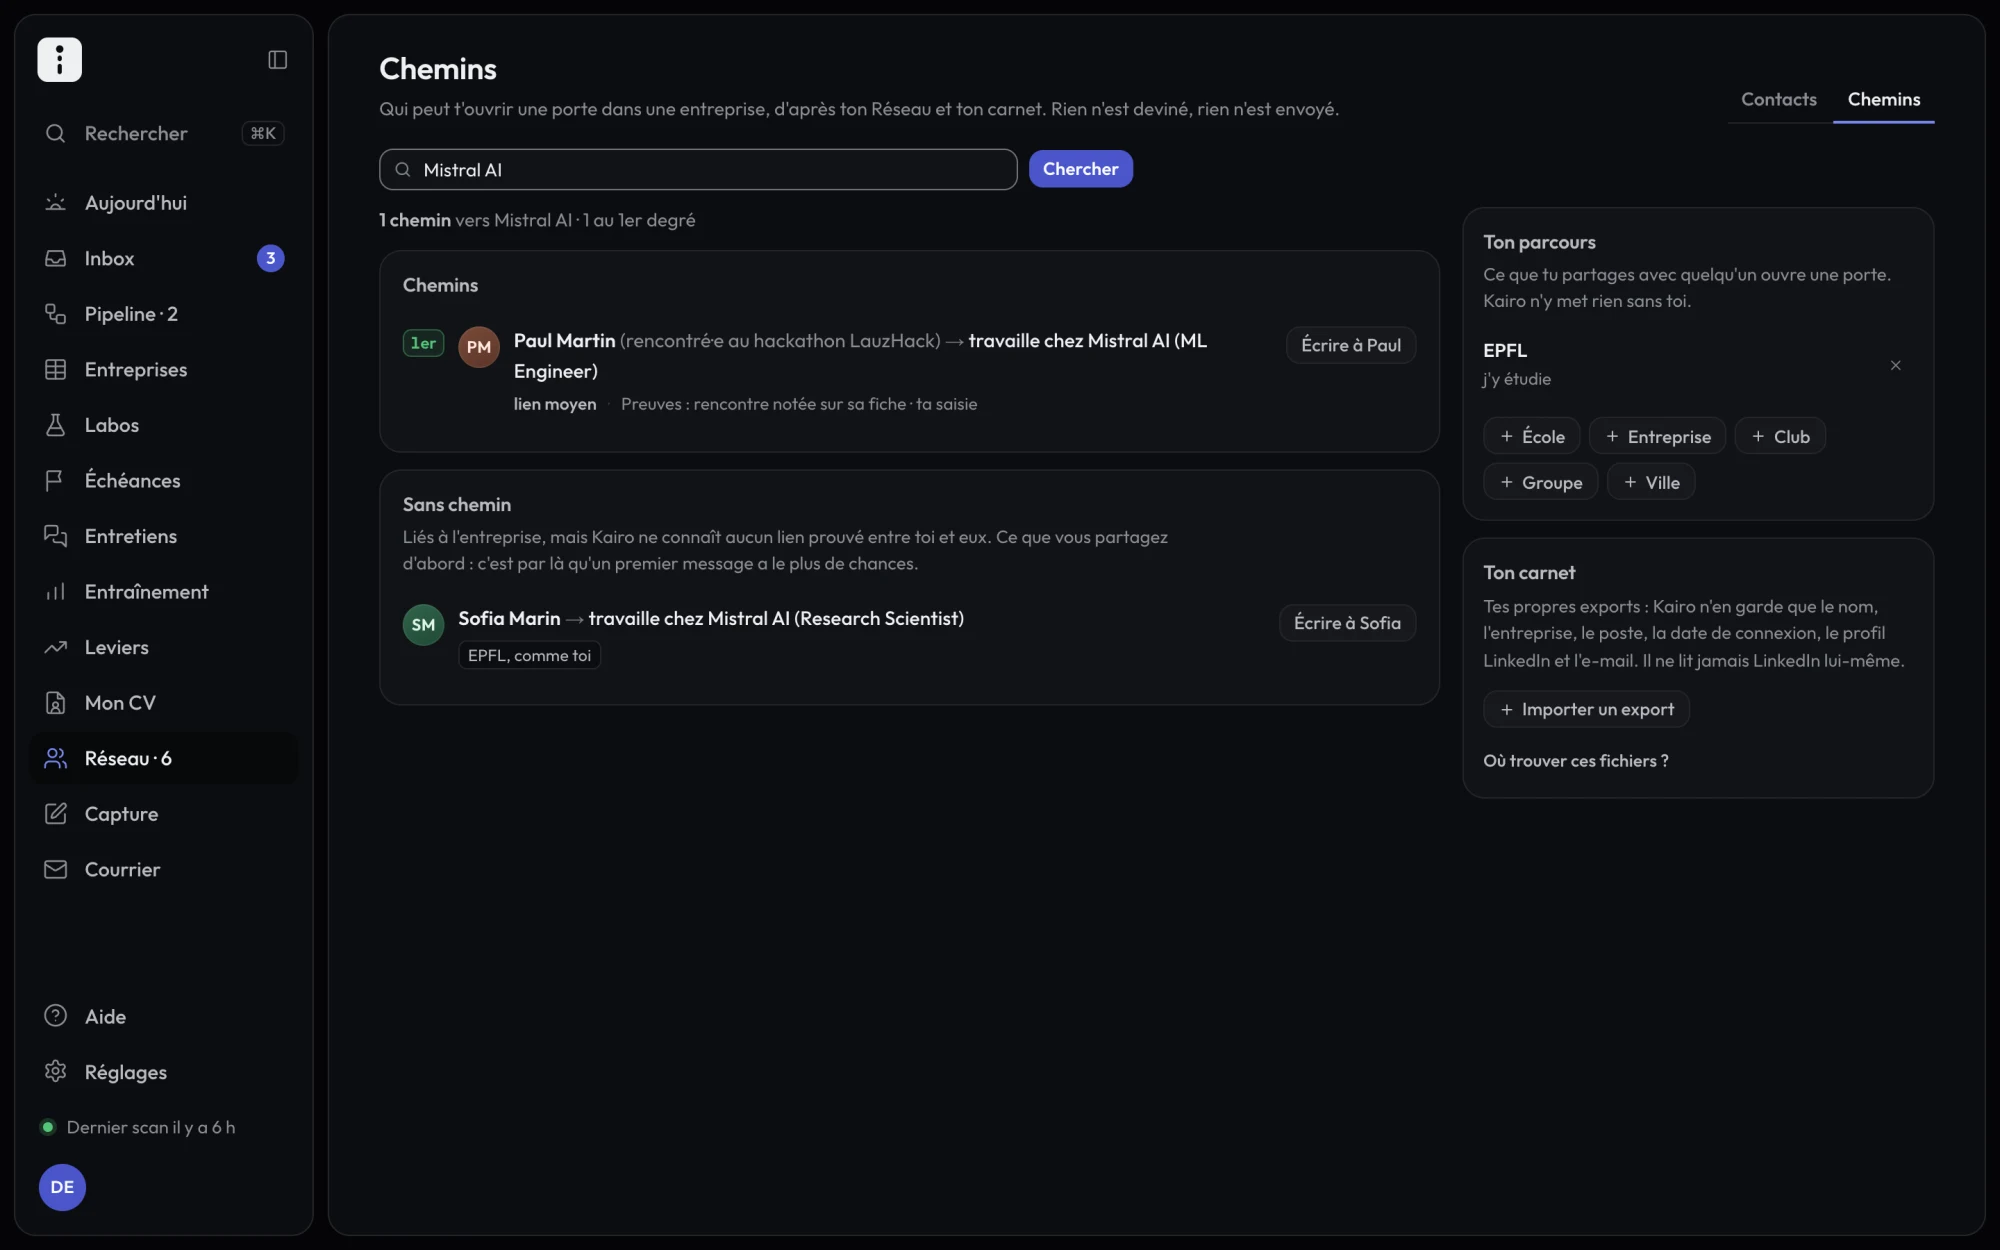 Rechercher ⌘K
Aujourd'hui
Inbox 3
Pipeline · 2
Entreprises
Labos
Échéances
Entretiens
Entraînement
Leviers
Mon CV
Réseau · 6
Capture
Courrier
Aide
Réglages
Dernier scan il y a 6 h
DE
Chemins
Qui peut t'ouvrir une porte dans une entreprise, d'après ton Réseau et ton carnet. Rien n'est deviné, rien n'est envoyé.
Contacts Chemins
Mistral AI
Chercher
1 chemin vers Mistral AI · 1 au 1er degré
Chemins
1er PM Paul Martin (rencontré·e au hackathon LauzHack) → travaille chez Mistral AI (ML
Engineer)
lien moyen · Preuves : rencontre notée sur sa fiche · ta saisie
Écrire à Paul
Sans chemin
Liés à l'entreprise, mais Kairo ne connaît aucun lien prouvé entre toi et eux. Ce que vous partagez
d'abord : c'est par là qu'un premier message a le plus de chances.
SM Sofia Marin → travaille chez Mistral AI (Research Scientist)
EPFL, comme toi
Écrire à Sofia
Ton parcours
Ce que tu partages avec quelqu'un ouvre une porte.
Kairo n'y met rien sans toi.
EPFL
j'y étudie
×
+ École + Entreprise + Club
+ Groupe + Ville
Ton carnet
Tes propres exports : Kairo n'en garde que le nom,
l'entreprise, le poste, la date de connexion, le profil
LinkedIn et l'e-mail. Il ne lit jamais LinkedIn lui-même.
+ Importer un export
Où trouver ces fichiers ?